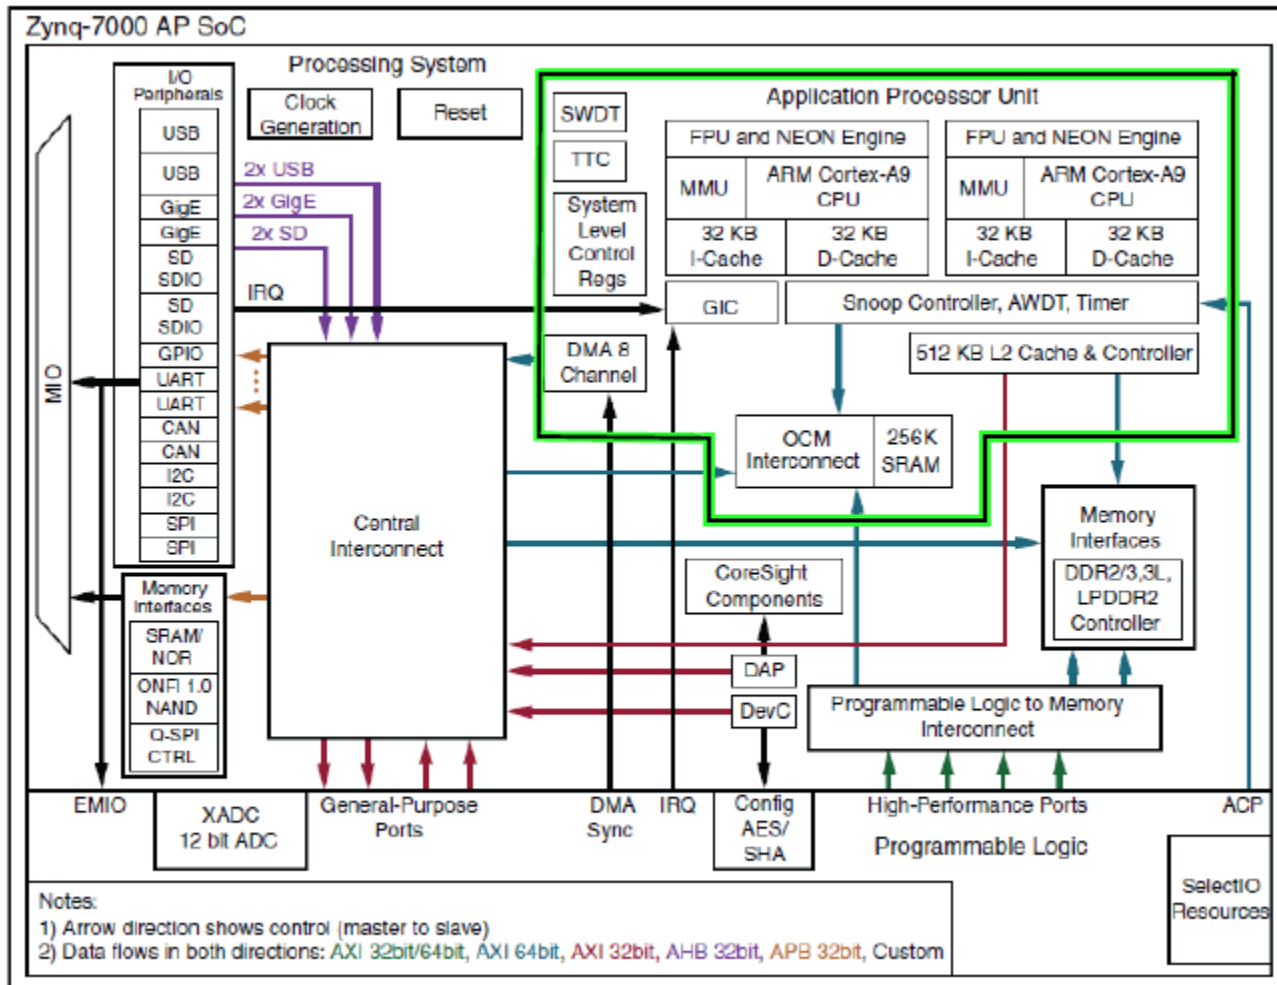 Zynq-7000 AP SoC
Processing System
I/O
Peripherals
USB
USB
GigE
GigE
SD
SDIO
SD
SDIO
GPIO
UART
UART
CAN
CAN
I2C
I2C
SPI
SPI
MIO
Clock
Generation
Reset
2x USB
2x GigE
2x SD
IRQ
Application Processor Unit
SWDT
TTC
System
Level
Control
Regs
FPU and NEON Engine
MMU
ARM Cortex-A9
CPU
32 KB
I-Cache
32 KB
D-Cache
FPU and NEON Engine
MMU
ARM Cortex-A9
CPU
32 KB
I-Cache
32 KB
D-Cache
GIC
Snoop Controller, AWDT, Timer
DMA 8
Channel
512 KB L2 Cache & Controller
OCM
Interconnect
256K
SRAM
Central
Interconnect
Memory
Interfaces
DDR2/3,3L,
LPDDR2
Controller
CoreSight
Components
DAP
DevC
Programmable Logic to Memory
Interconnect
Memory
Interfaces
SRAM/
NOR
ONFI 1.0
NAND
Q-SPI
CTRL
EMIO
XADC
12 bit ADC
General-Purpose
Ports
DMA
Sync
IRQ
Config
AES/
SHA
High-Performance Ports
ACP
Programmable Logic
SelectIO
Resources
Notes:
1) Arrow direction shows control (master to slave)
2) Data flows in both directions: AXI 32bit/64bit, AXI 64bit, AXI 32bit, AHB 32bit, APB 32bit, Custom